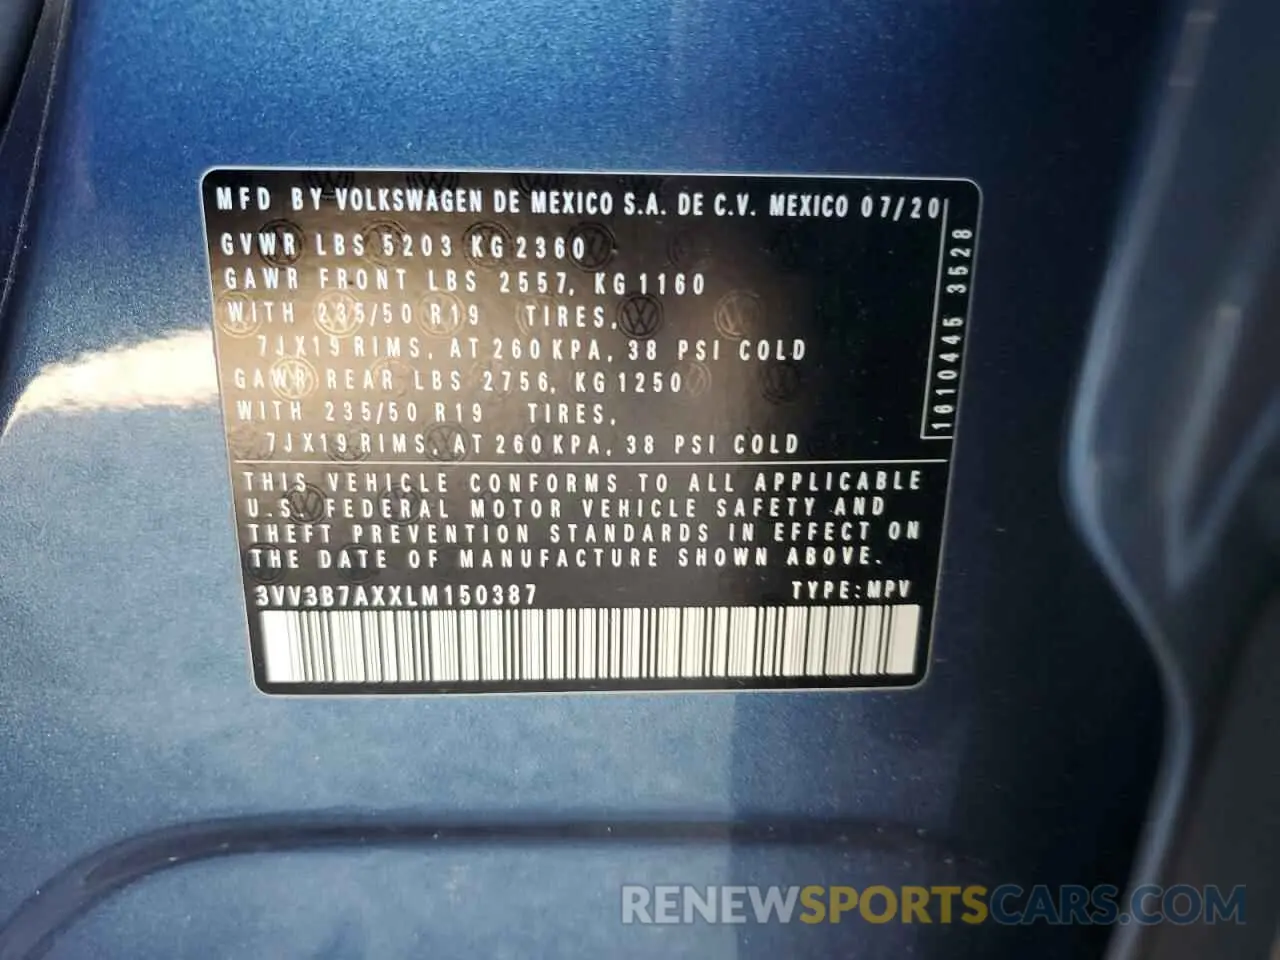 MFD BY VOLKSWAGEN DE MEXICO S.A. DE C.V. MEXICO 07/20
GVWR LBS 5203 KG 2360
GAWR FRONT LBS 2557, KG 1160
WITH 235/50 R19 TIRES,
7JX19 RIMS, AT 260 KPA, 38 PSI COLD
GAWR REAR LBS 2756, KG 1250
WITH 235/50 R19 TIRES,
7JX19 RIMS, AT 260 KPA, 38 PSI COLD
1610445 3528
THIS VEHICLE CONFORMS TO ALL APPLICABLE
U.S. FEDERAL MOTOR VEHICLE SAFETY AND
THEFT PREVENTION STANDARDS IN EFFECT ON
THE DATE OF MANUFACTURE SHOWN ABOVE.
3VV3B7AXXLM150387 TYPE: MPV
RENEWSPORTSCARS.COM